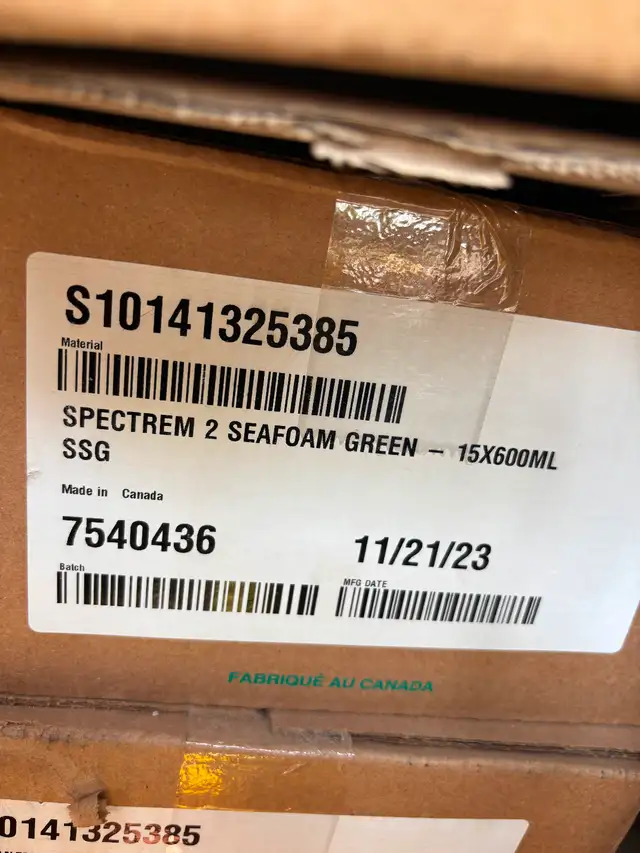 S10141325385
Material
SPECTREM 2 SEAFOAM GREEN – 15X600ML
SSG
Made in Canada
7540436
11/21/23
Batch
MFG DATE
FABRIQUÉ AU CANADA
0141325385